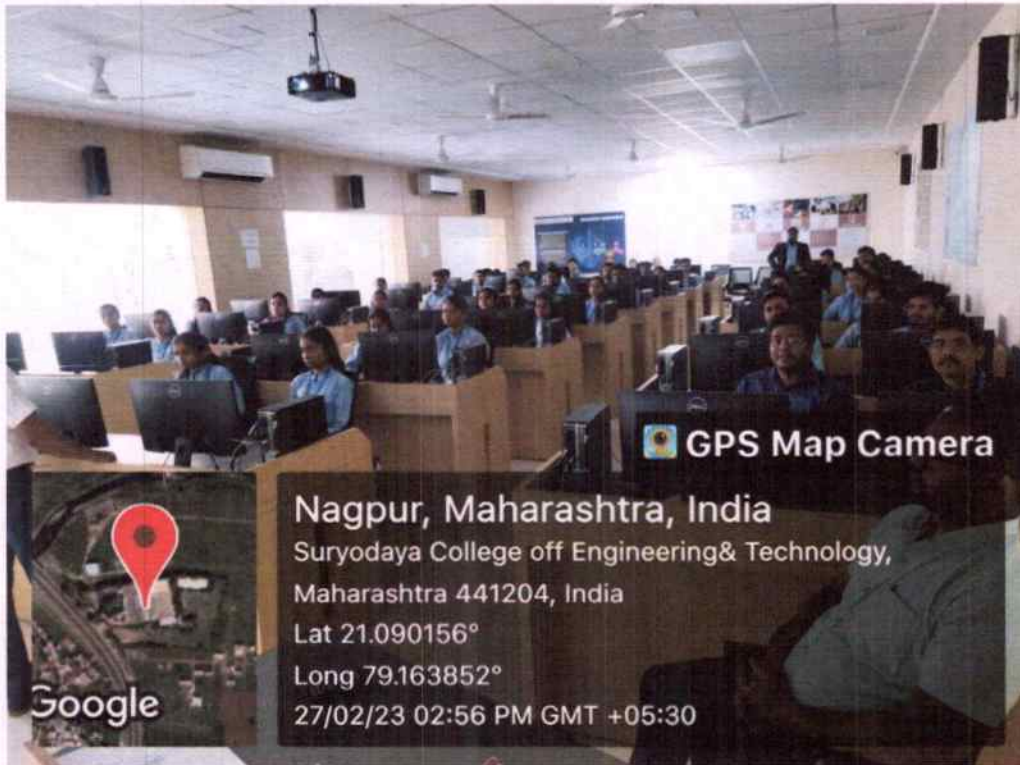 GPS Map Camera
Nagpur, Maharashtra, India
Suryodaya College off Engineering& Technology,
Maharashtra 441204, India
Lat 21.090156°
Long 79.163852°
27/02/23 02:56 PM GMT +05:30
Google